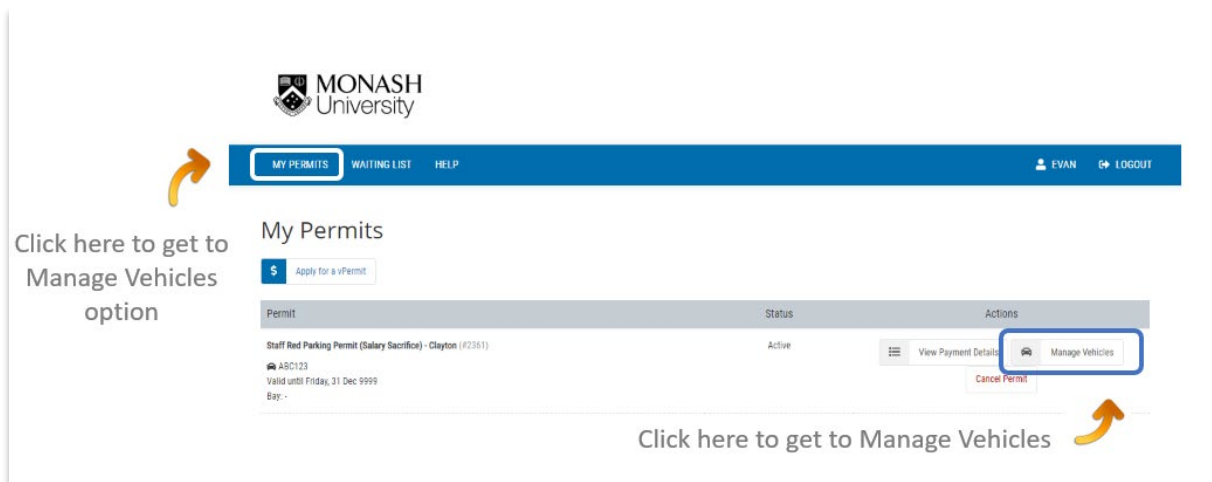 MONASH
University
MY PERMITS WAITING LIST HELP EVAN LOGOUT
Click here to get to
Manage Vehicles
option
My Permits
$ Apply for a vPermit
Permit Status Actions
Staff Red Parking Permit (Salary Sacrifice) - Clayton (#2361) Active View Payment Details Manage Vehicles
ABC123
Valid until Friday, 31 Dec 9999 Cancel Permit
Bay: -
Click here to get to Manage Vehicles